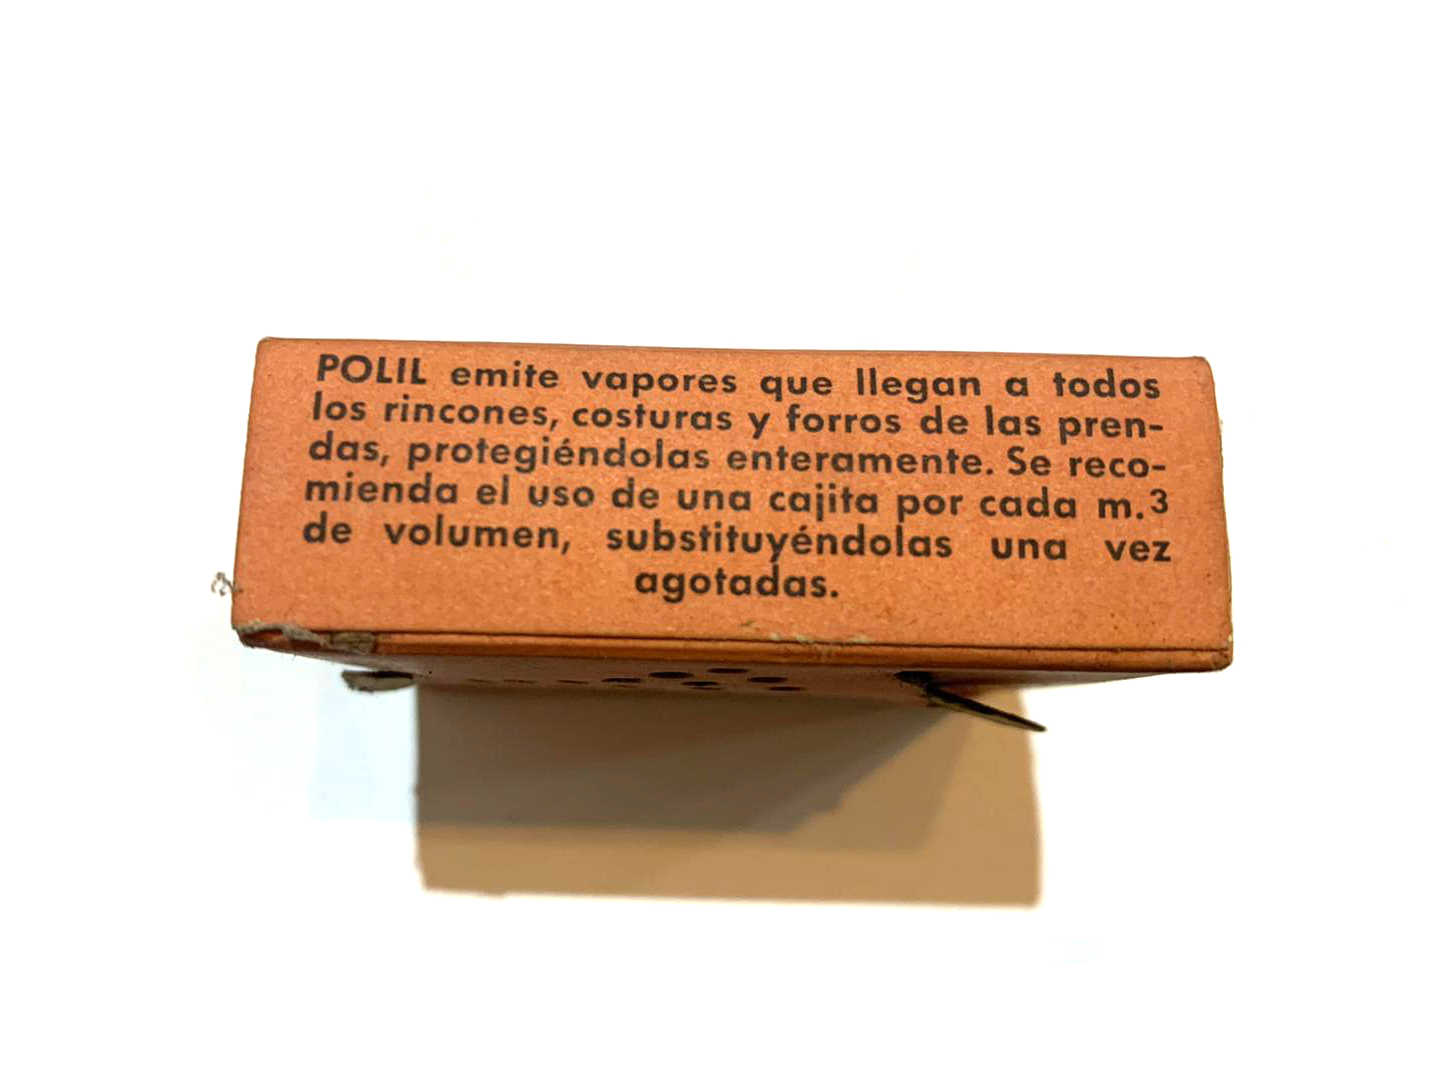 POLIL emite vapores que llegan a todos
los rincones, costuras y forros de las pren-
das, protegiéndolas enteramente. Se reco-
mienda el uso de una cajita por cada m.3
de volumen, substituyéndolas una vez
agotadas.